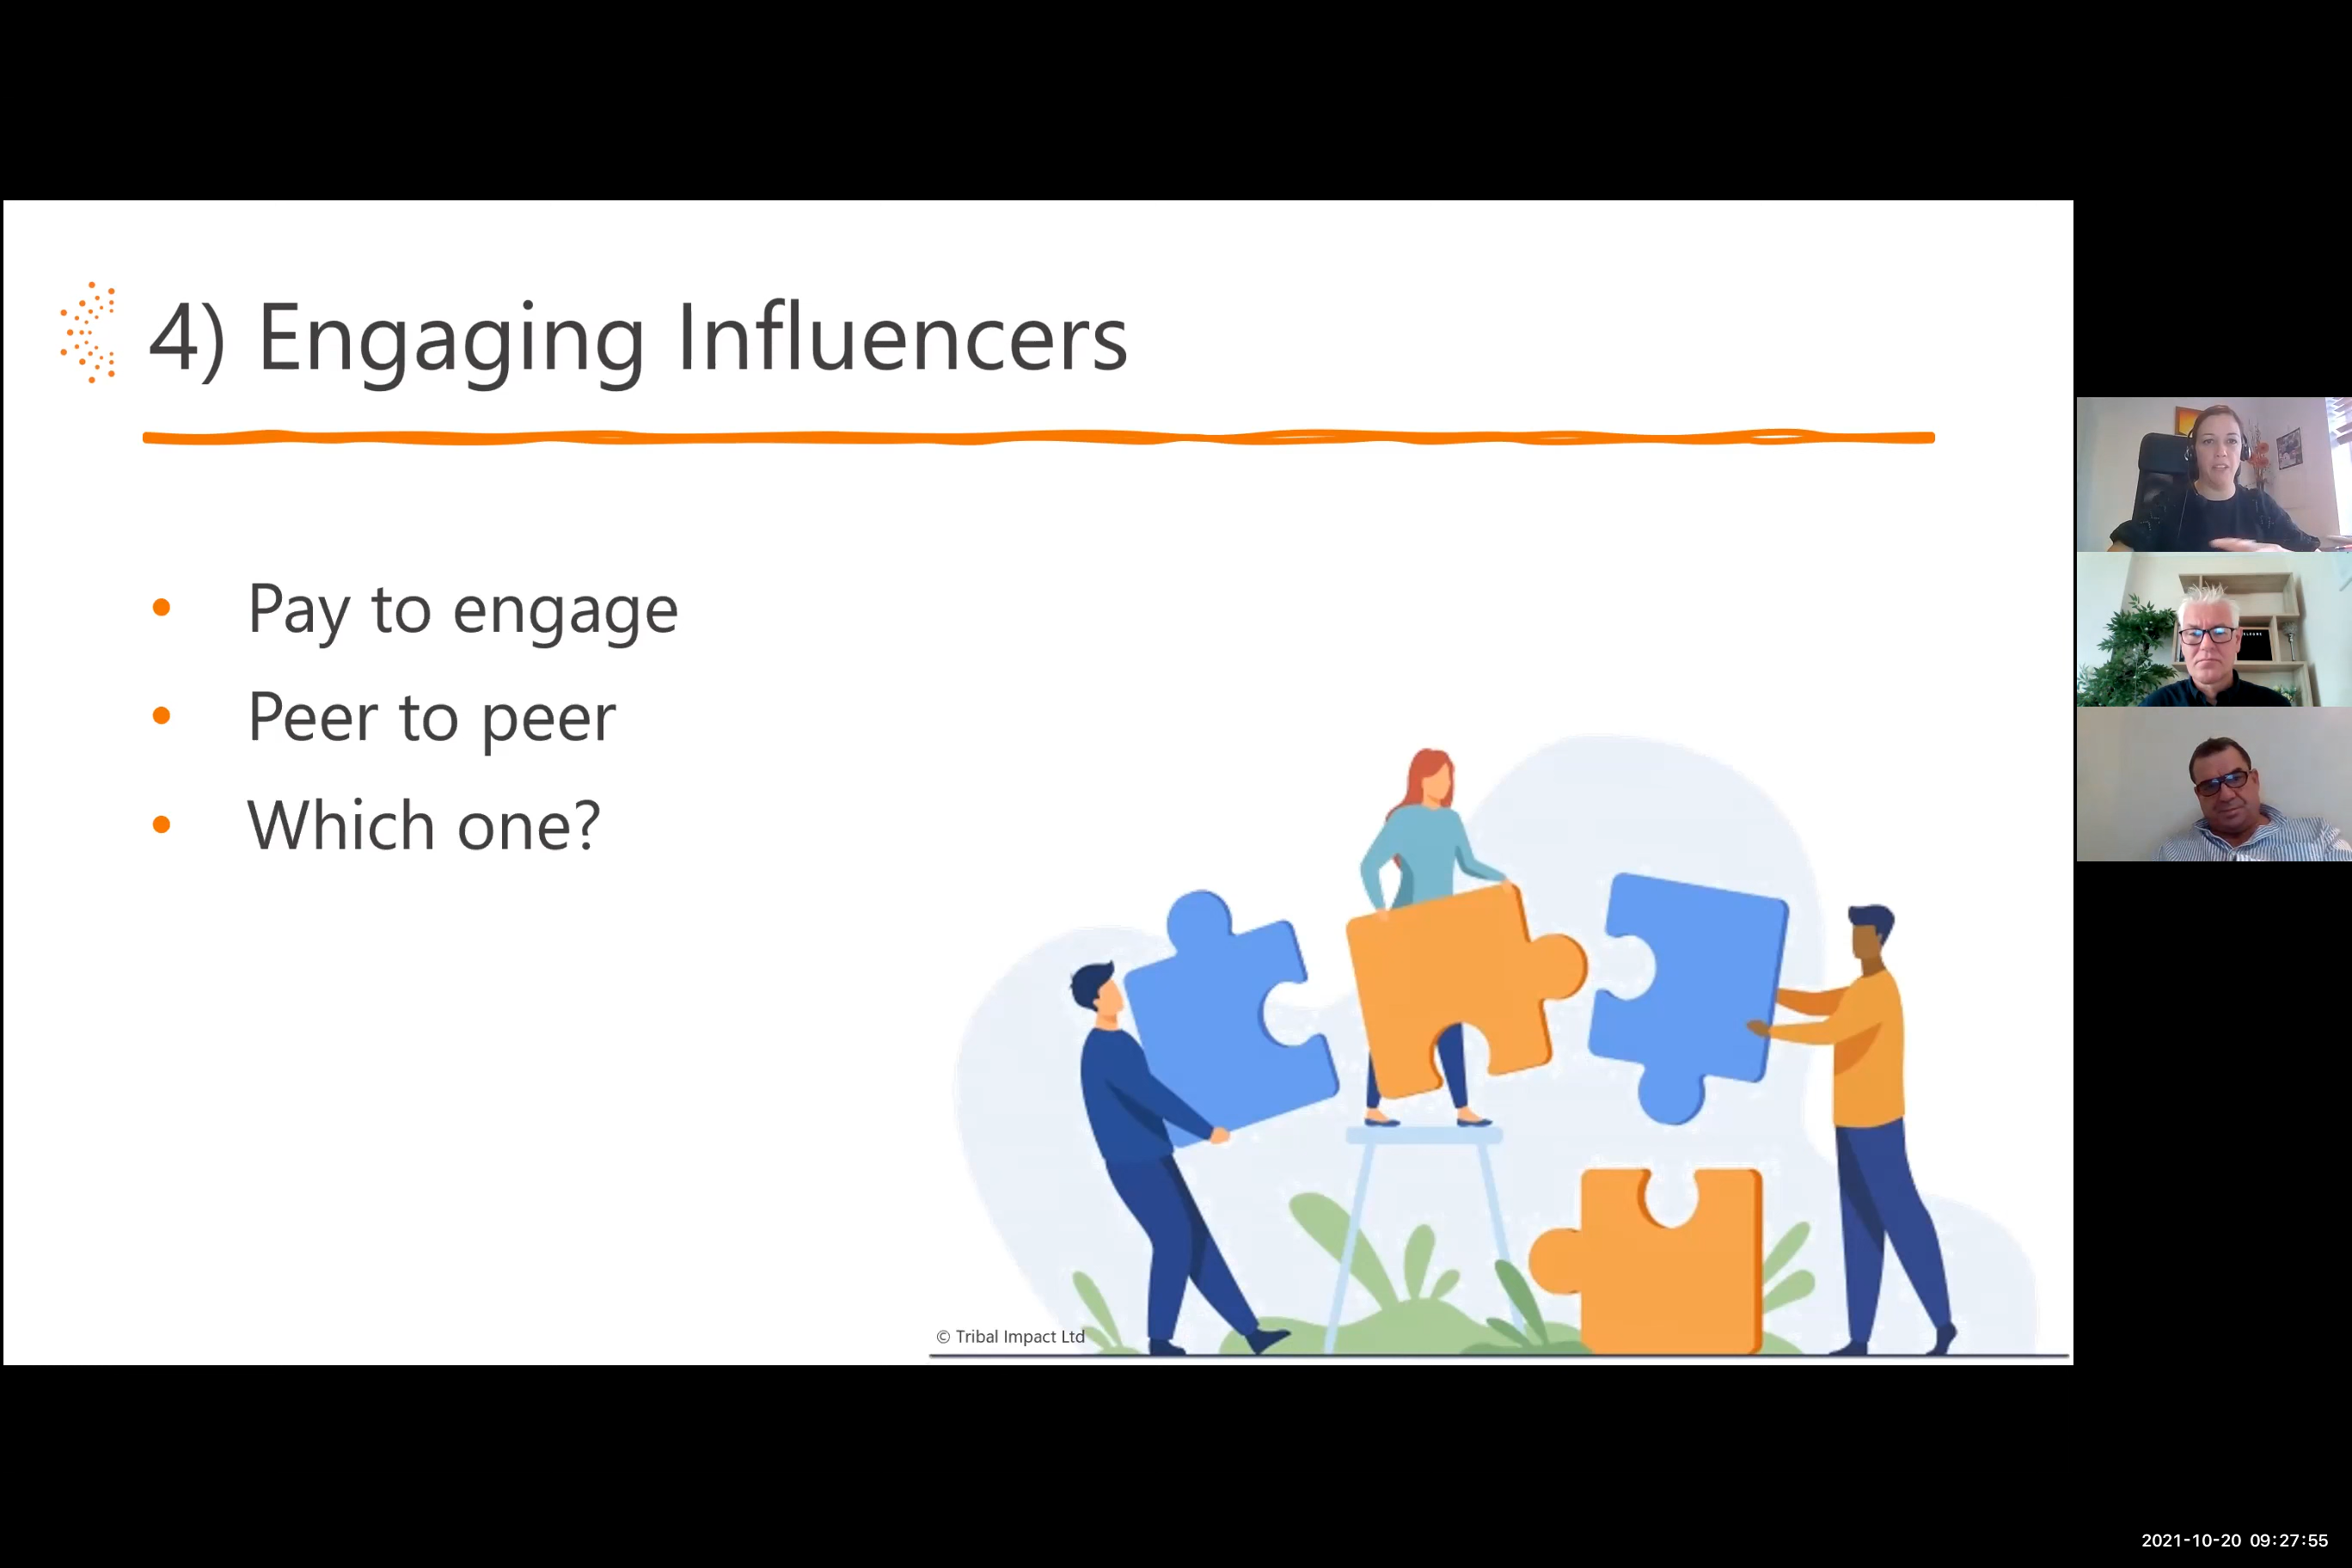 4) Engaging Influencers
• Pay to engage
• Peer to peer
• Which one?
© Tribal Impact Ltd
2021-10-20 09:27:55